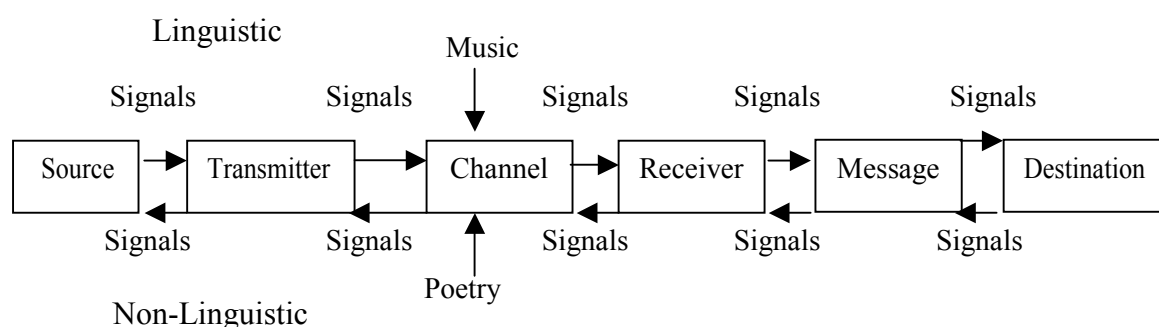 Linguistic
Music
Signals Signals Signals Signals Signals
Source Transmitter Channel Receiver Message Destination
Signals Signals Signals Signals Signals
Poetry
Non-Linguistic